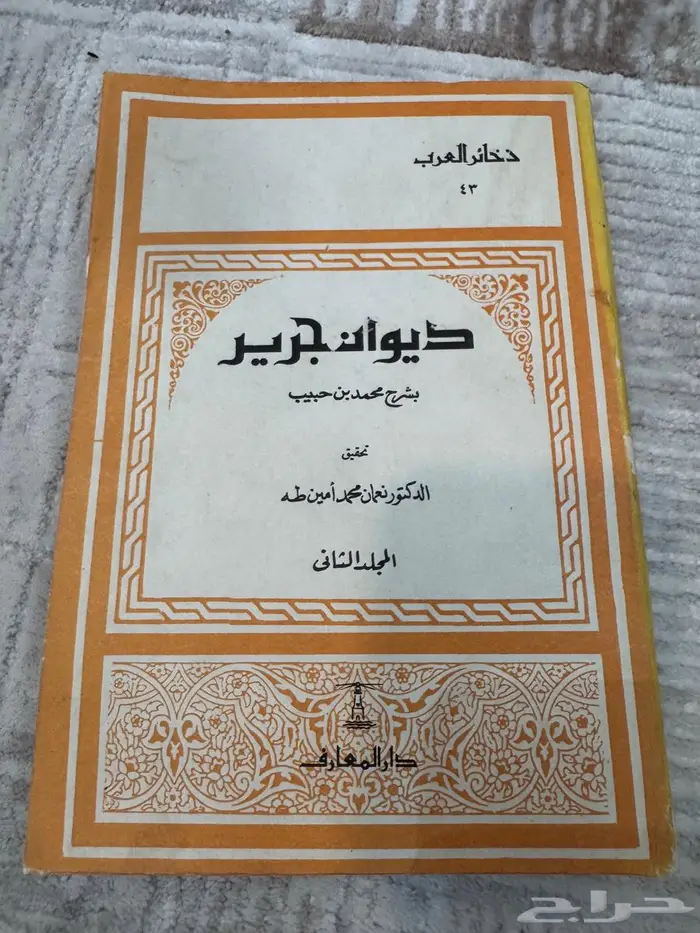 ذخائر العرب
٤٣
ديوان جرير
بشرح محمد بن حبيب
تحقيق
الدكتور نعمان محمد أمين طه
المجلد الثانى
دار المعارف
حراج